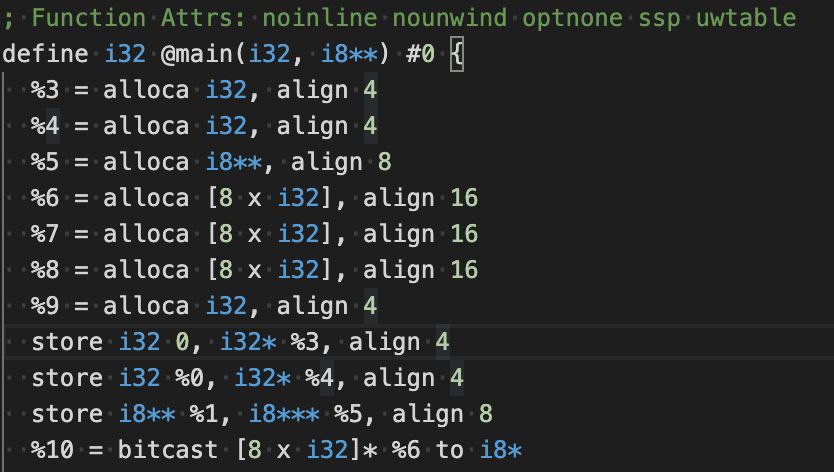 ; Function Attrs: noinline nounwind optnone ssp uwtable
define i32 @main(i32, i8**) #0 {
%3 = alloca i32, align 4
%4 = alloca i32, align 4
%5 = alloca i8**, align 8
%6 = alloca [8 x i32], align 16
%7 = alloca [8 x i32], align 16
%8 = alloca [8 x i32], align 16
%9 = alloca i32, align 4
store i32 0, i32* %3, align 4
store i32 %0, i32* %4, align 4
store i8** %1, i8*** %5, align 8
%10 = bitcast [8 x i32]* %6 to i8*